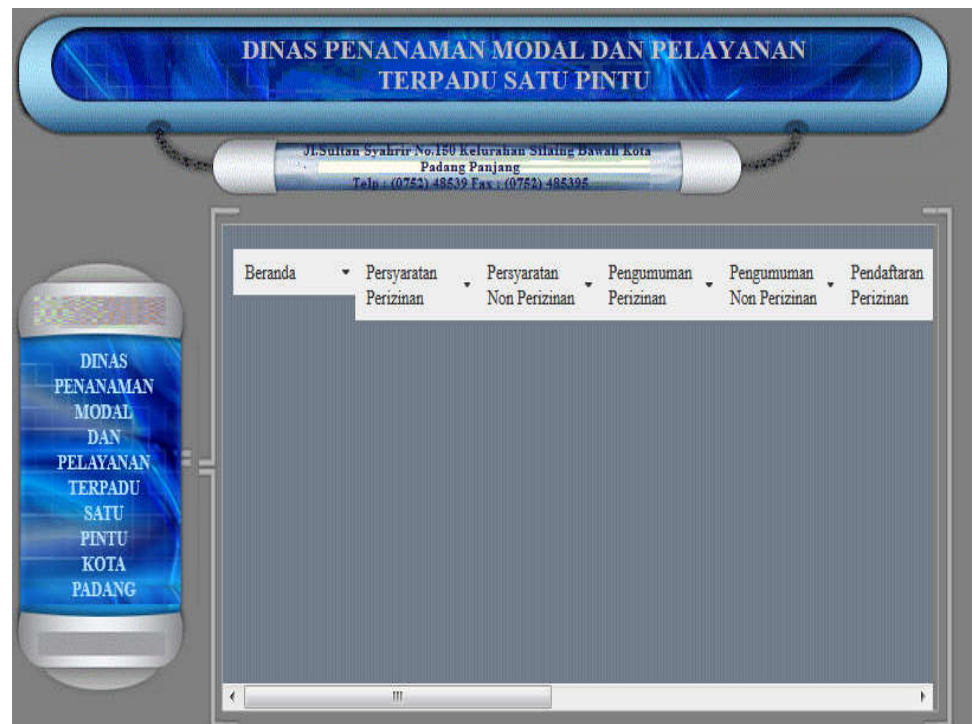 DINAS PENANAMAN MODAL DAN PELAYANAN
TERPADU SATU PINTU
Jl.Sultan Syahrir No.150 Kelurahan Silaing Bawah Kota
Padang Panjang
Telp : (0752) 48539 Fax : (0752) 485395
Beranda
Persyaratan
Perizinan
Persyaratan
Non Perizinan
Pengumuman
Perizinan
Pengumuman
Non Perizinan
Pendaftaran
Perizinan
DINAS
PENANAMAN
MODAL
DAN
PELAYANAN
TERPADU
SATU
PINTU
KOTA
PADANG